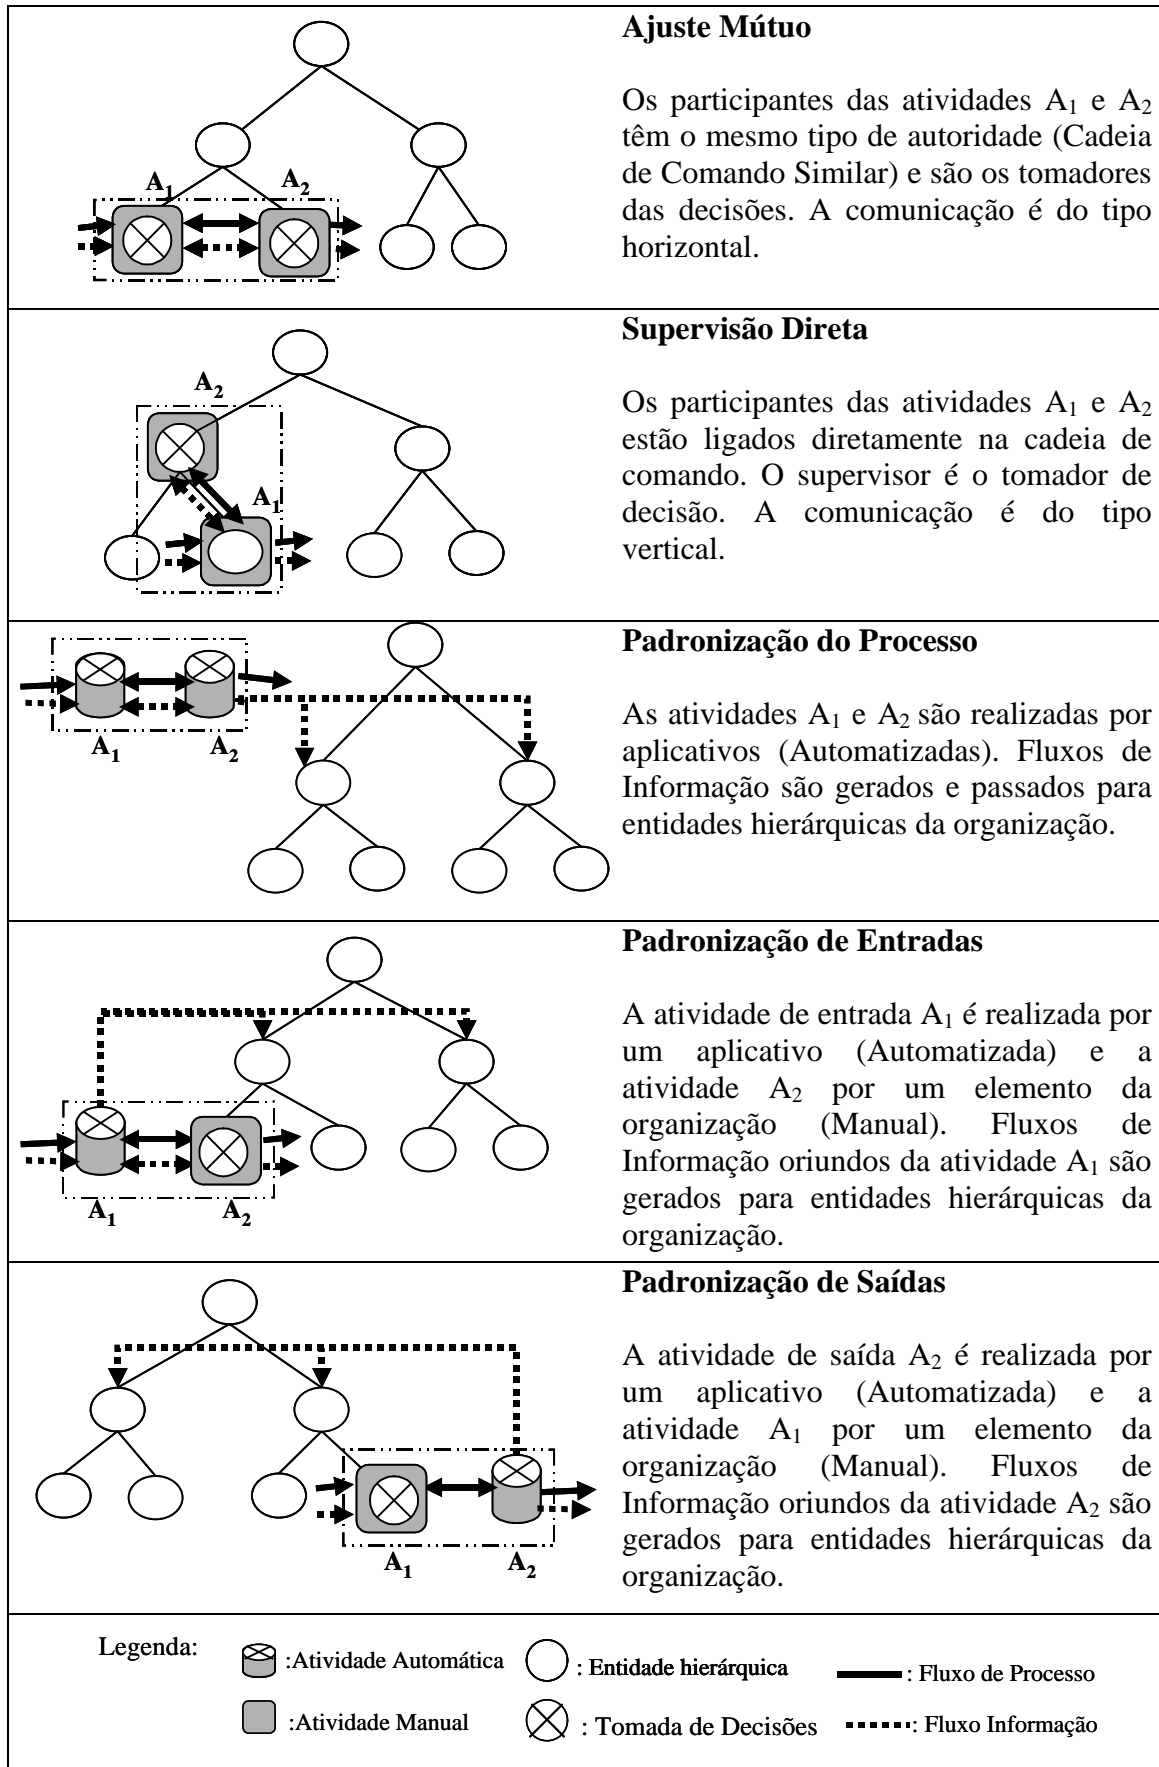 Ajuste Mútuo
A₁
A₂
Os participantes das atividades A₁ e A₂
têm o mesmo tipo de autoridade (Cadeia
de Comando Similar) e são os tomadores
das decisões. A comunicação é do tipo
horizontal.
Supervisão Direta
A₂
A₁
Os participantes das atividades A₁ e A₂
estão ligados diretamente na cadeia de
comando. O supervisor é o tomador de
decisão. A comunicação é do tipo
vertical.
Padronização do Processo
A₁
A₂
As atividades A₁ e A₂ são realizadas por
aplicativos (Automatizadas). Fluxos de
Informação são gerados e passados para
entidades hierárquicas da organização.
Padronização de Entradas
A₁
A₂
A atividade de entrada A₁ é realizada por
um aplicativo (Automatizada) e a
atividade A₂ por um elemento da
organização (Manual). Fluxos de
Informação oriundos da atividade A₁ são
gerados para entidades hierárquicas da
organização.
Padronização de Saídas
A₁
A₂
A atividade de saída A₂ é realizada por
um aplicativo (Automatizada) e a
atividade A₁ por um elemento da
organização (Manual). Fluxos de
Informação oriundos da atividade A₂ são
gerados para entidades hierárquicas da
organização.
Legenda:
:Atividade Automática
: Entidade hierárquica
: Fluxo de Processo
:Atividade Manual
: Tomada de Decisões
: Fluxo Informação